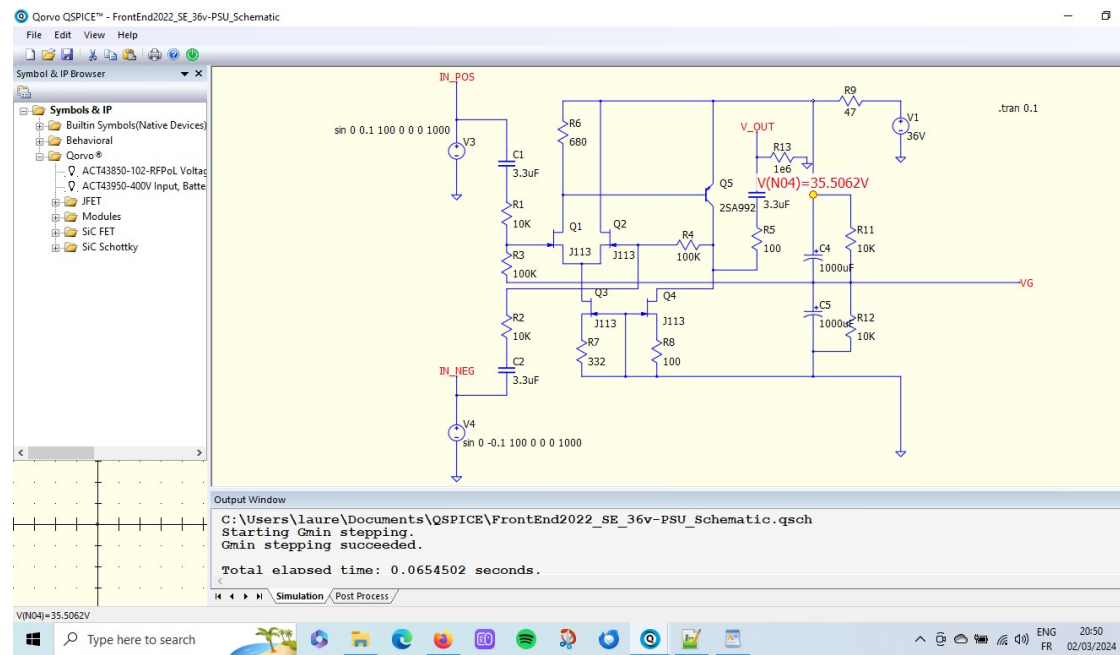 Qorvo QSPICE™ - FrontEnd2022_SE_36v-PSU_Schematic
File Edit View Help
Symbol & IP Browser
Symbols & IP
Builtin Symbols(Native Devices)
Behavioral
Qorvo®
ACT43850-102-RFPoL Voltag
ACT43950-400V Input, Batte
JFET
Modules
SiC FET
SiC Schottky
IN_POS
sin 0 0.1 100 0 0 0 1000
V3
C1
3.3uF
R1
10K
R3
100K
R6
680
Q1
J113
Q2
J113
R4
100K
Q5
2SA992
V_OUT
R13
1e6
V(N04)=35.5062V
3.3uF
R5
100
R9
47
V1
36V
.tran 0.1
R11
10K
C4
1000uF
VG
C5
1000uF
R12
10K
Q3
J113
Q4
J113
R7
332
R8
100
R2
10K
C2
3.3uF
IN_NEG
V4
sin 0 -0.1 100 0 0 0 1000
Output Window
C:\Users\laure\Documents\QSPICE\FrontEnd2022_SE_36v-PSU_Schematic.qsch
Starting Gmin stepping.
Gmin stepping succeeded.
Total elapsed time: 0.0654502 seconds.
Simulation Post Process
V(N04)=35.5062V
Type here to search
ENG
FR
20:50
02/03/2024